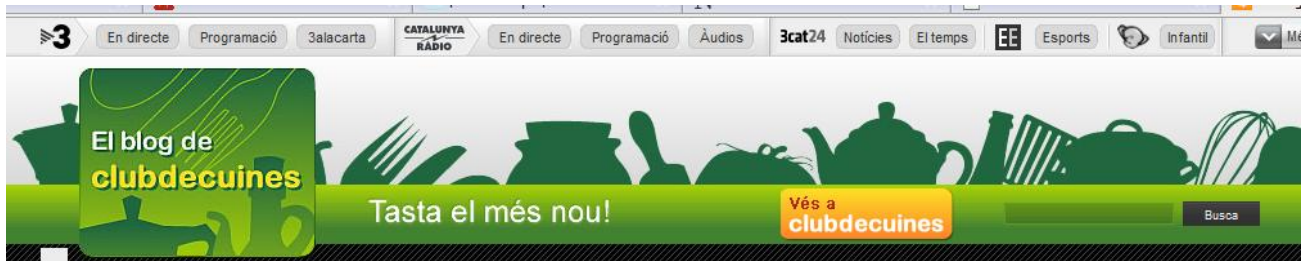 3 En directe Programació 3alacarta CATALUNYA RÀDIO En directe Programació Àudios 3cat24 Notícies El temps EE Esports Infantil
El blog de
clubdecuines
Tasta el més nou!
Vés a
clubdecuines
Busca